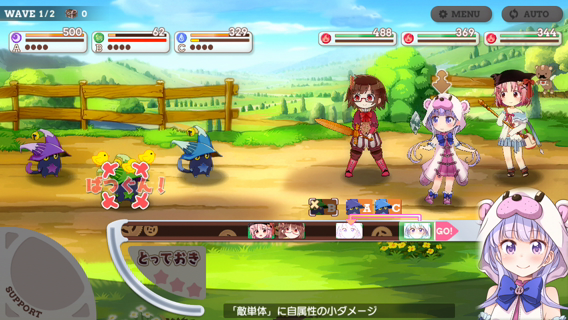 WAVE 1/2 0
MENU
AUTO
500
62
329
488
369
344
A
B
C
ばつぐん!
A C
GO!
とっておき
SUPPORT
「敵単体」に自属性の小ダメージ